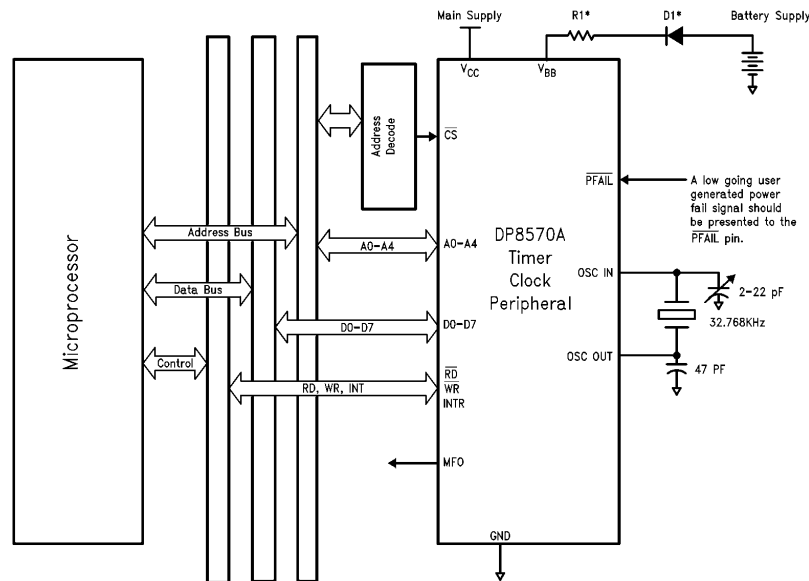 Main Supply
R1*
D1*
Battery Supply
VCC
VBB
Microprocessor
Address
Decode
CS
PFAIL
A low going user
generated power
fail signal should
be presented to the
PFAIL pin.
Address Bus
A0-A4
A0-A4
DP8570A
Timer
Clock
Peripheral
OSC IN
2-22 pF
Data Bus
D0-D7
D0-D7
32.768KHz
Control
OSC OUT
47 PF
RD, WR, INT
RD
WR
INTR
MFO
GND